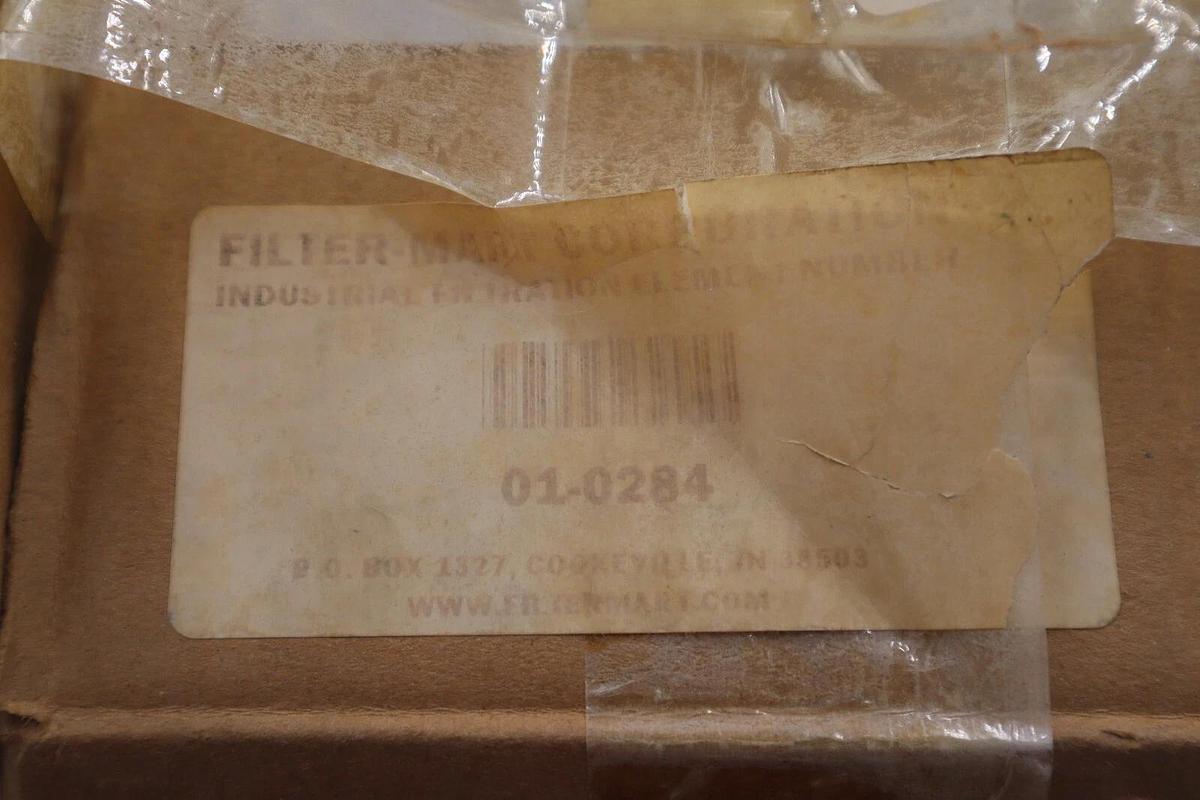 FILTER-MART CORPORATION
INDUSTRIAL FILTRATION ELEMENT NUMBER
01-0284
P.O. BOX 1327, COOKEVILLE, TN 38503
WWW.FILTERMART.COM